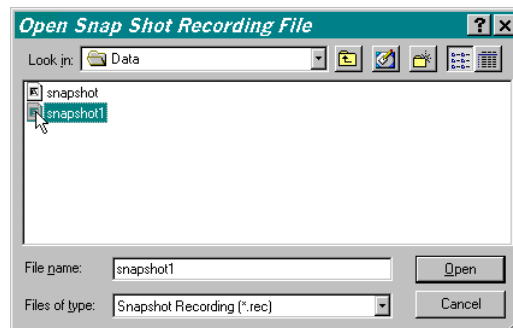 Open Snap Shot Recording File
Look in: Data
snapshot
snapshot1
File name: snapshot1 Open
Files of type: Snapshot Recording (*.rec) Cancel